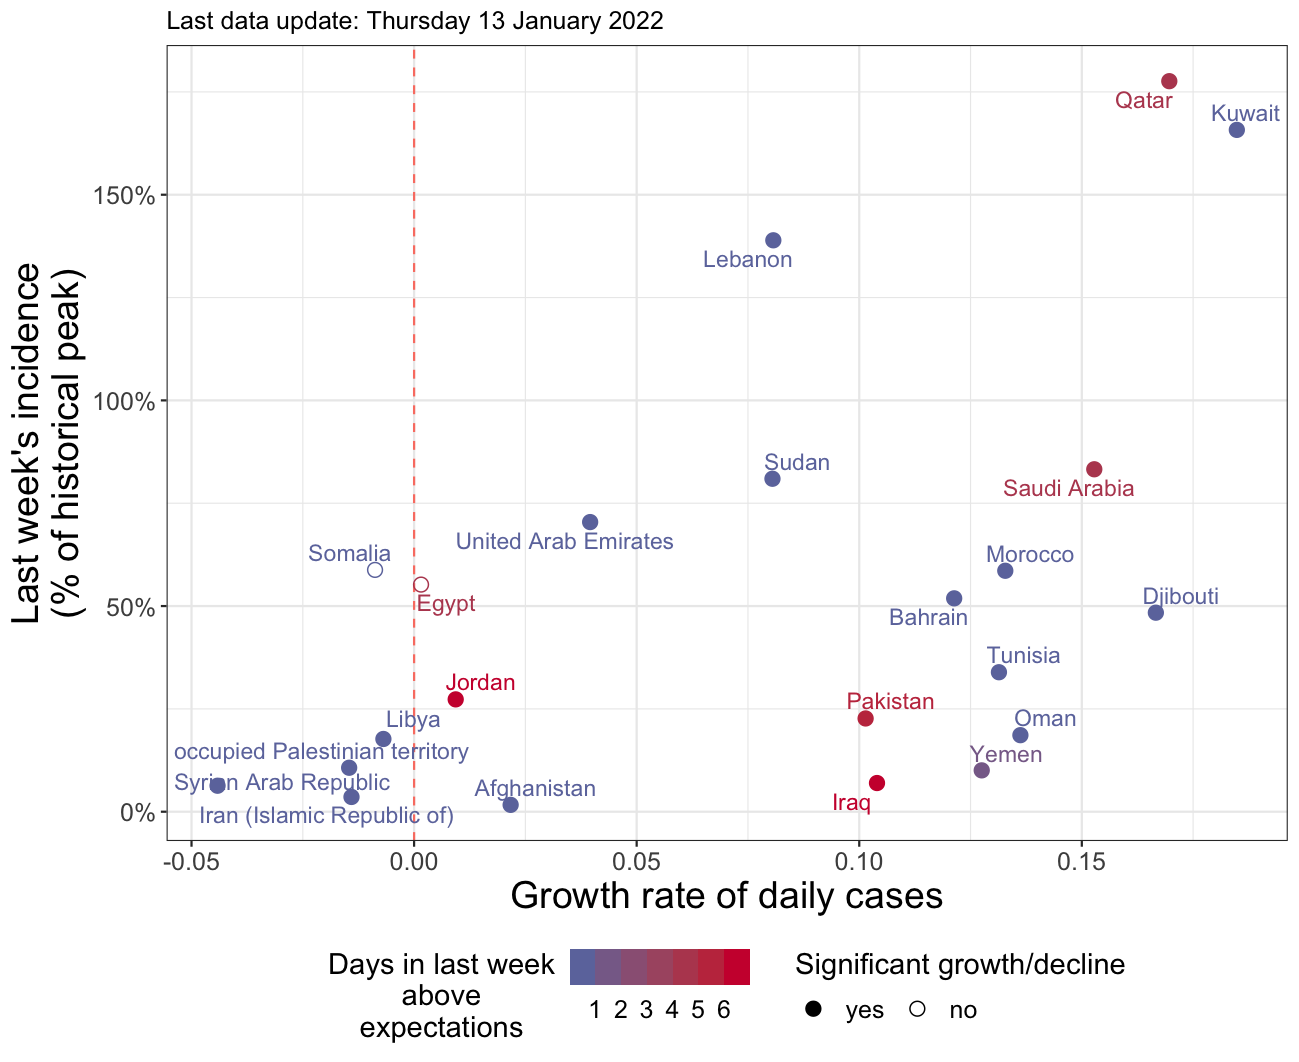 Last data update: Thursday 13 January 2022
Last week's incidence
(% of historical peak)
150%
100%
50%
0%
Qatar
Kuwait
Lebanon
Sudan
Saudi Arabia
United Arab Emirates
Somalia
Morocco
Egypt
Djibouti
Bahrain
Tunisia
Jordan
Pakistan
Libya
Oman
occupied Palestinian territory
Yemen
Syrian Arab Republic
Afghanistan
Iraq
Iran (Islamic Republic of)
-0.05 0.00 0.05 0.10 0.15
Growth rate of daily cases
Days in last week
above
expectations
1 2 3 4 5 6
Significant growth/decline
yes no